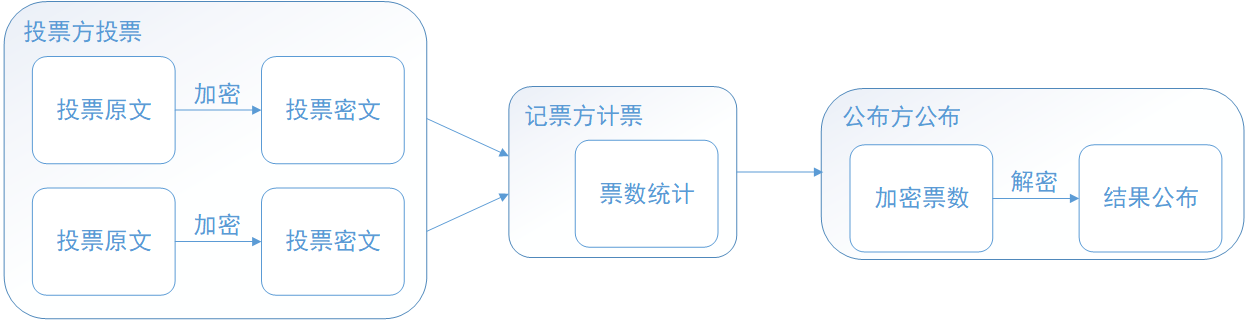 投票方投票
投票原文
加密
投票密文
投票原文
加密
投票密文
记票方计票
票数统计
公布方公布
加密票数
解密
结果公布